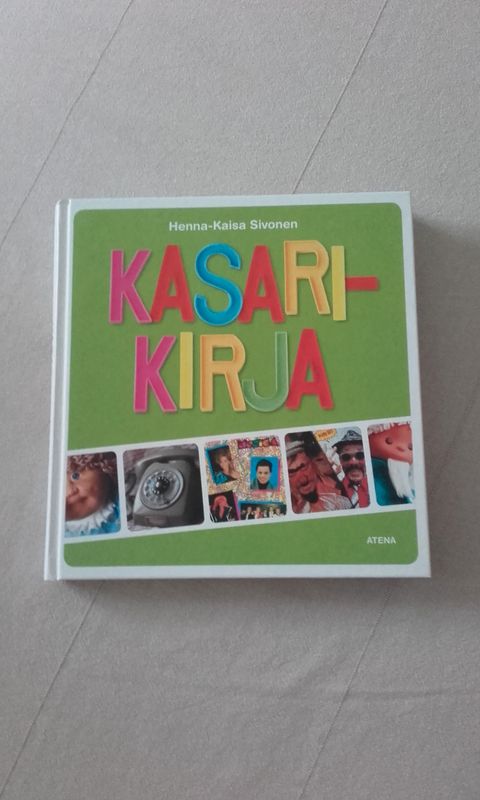 Henna-Kaisa Sivonen
KASARI-
KIRJA
ATENA